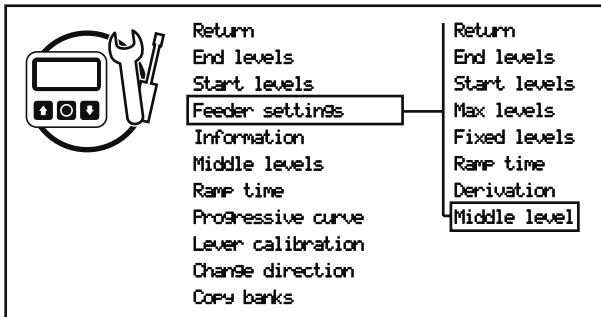 Return
End levels
Start levels
Feeder settings
Information
Middle levels
Ramp time
Progressive curve
Lever calibration
Change direction
Copy banks
Return
End levels
Start levels
Max levels
Fixed levels
Ramp time
Derivation
Middle level